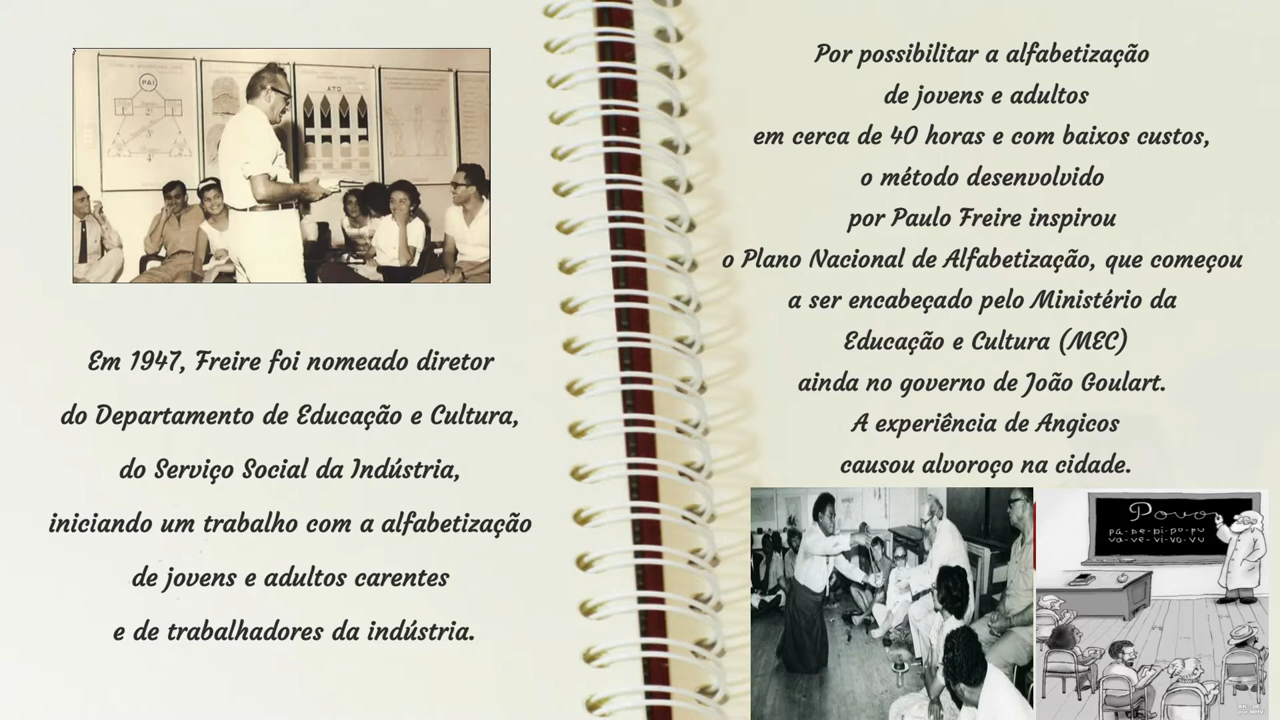 PAI
ATO
Em 1947, Freire foi nomeado diretor
do Departamento de Educação e Cultura,
do Serviço Social da Indústria,
iniciando um trabalho com a alfabetização
de jovens e adultos carentes
e de trabalhadores da indústria.
Por possibilitar a alfabetização
de jovens e adultos
em cerca de 40 horas e com baixos custos,
o método desenvolvido
por Paulo Freire inspirou
o Plano Nacional de Alfabetização, que começou
a ser encabeçado pelo Ministério da
Educação e Cultura (MEC)
ainda no governo de João Goulart.
A experiência de Angicos
causou alvoroço na cidade.
Povo
pa-pe-pi-po-pu
va-ve-vi-vo-vu